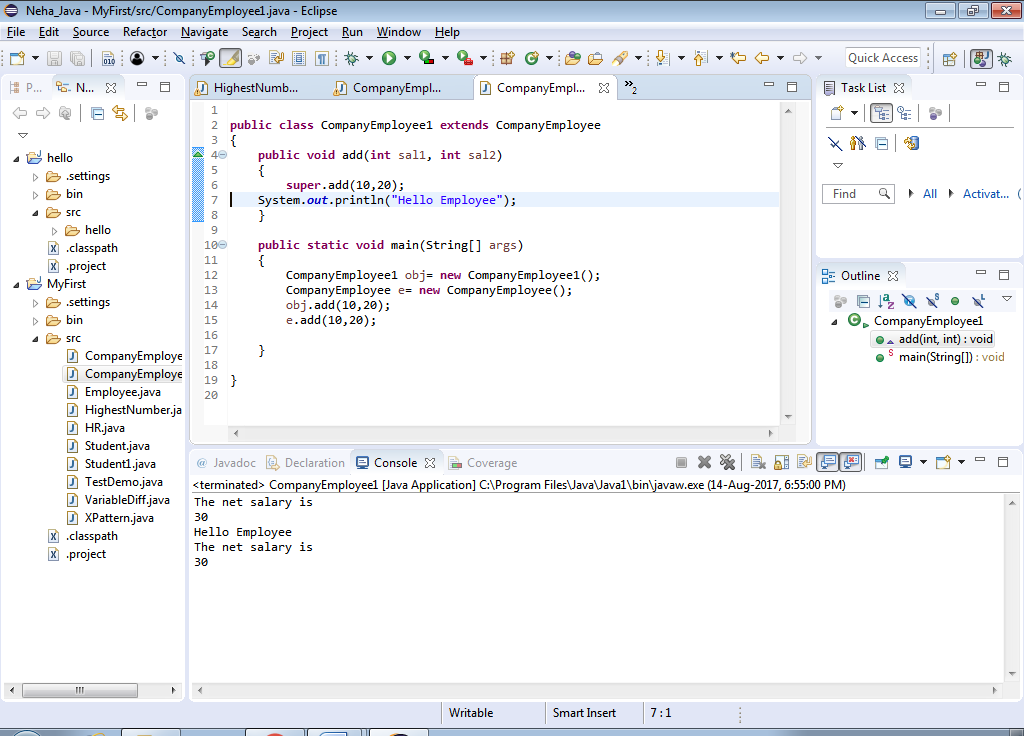 Neha_Java - MyFirst/src/CompanyEmployee1.java - Eclipse
File Edit Source Refactor Navigate Search Project Run Window Help
Quick Access
P... N...
hello
.settings
bin
src
hello
.classpath
.project
MyFirst
.settings
bin
src
CompanyEmploye
CompanyEmploye
Employee.java
HighestNumber.ja
HR.java
Student.java
Student1.java
TestDemo.java
VariableDiff.java
XPattern.java
.classpath
.project
HighestNumb... CompanyEmpl... CompanyEmpl... 2
1
2 public class CompanyEmployee1 extends CompanyEmployee
3 {
4 public void add(int sal1, int sal2)
5 {
6 super.add(10,20);
7 System.out.println("Hello Employee");
8 }
9
10 public static void main(String[] args)
11 {
12 CompanyEmployee1 obj= new CompanyEmployee1();
13 CompanyEmployee e= new CompanyEmployee();
14 obj.add(10,20);
15 e.add(10,20);
16
17 }
18
19 }
20
Task List
Find All Activat...
Outline
CompanyEmployee1
add(int, int) : void
main(String[]) : void
@ Javadoc Declaration Console Coverage
<terminated> CompanyEmployee1 [Java Application] C:\Program Files\Java\Java1\bin\javaw.exe (14-Aug-2017, 6:55:00 PM)
The net salary is
30
Hello Employee
The net salary is
30
Writable Smart Insert 7 : 1